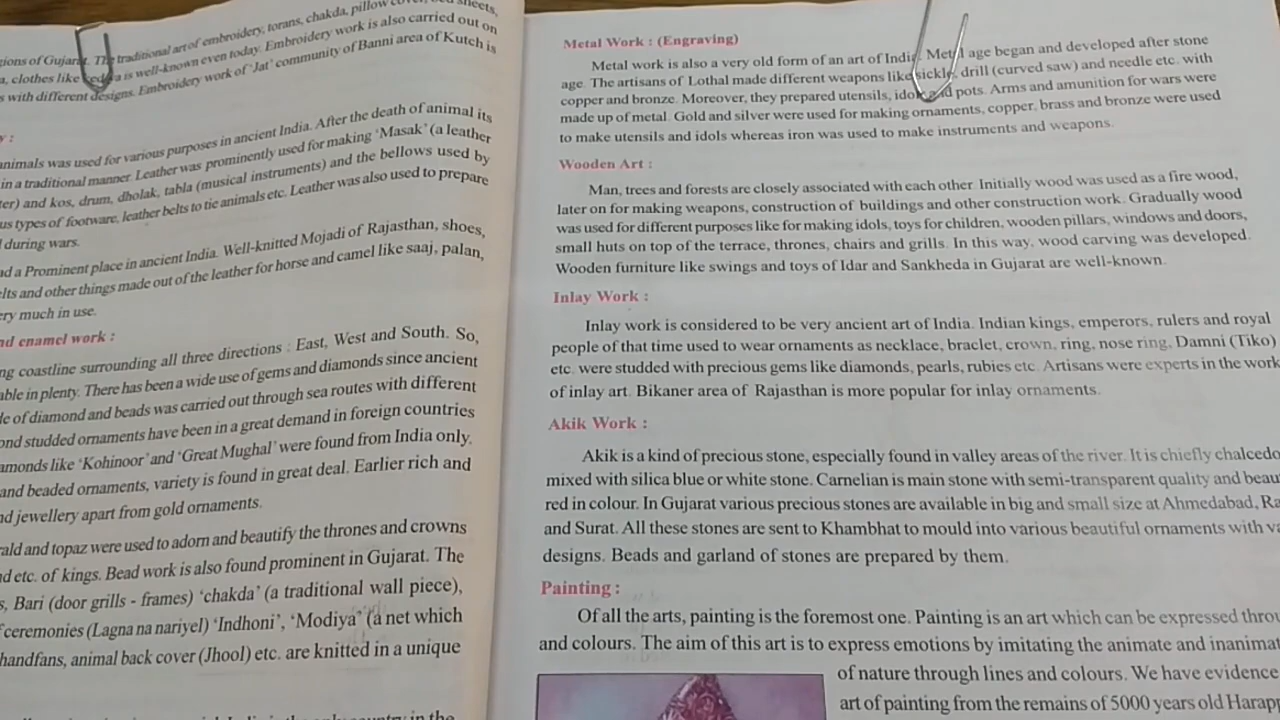 pillow cover, bed sheets,
gions of Gujarat. The traditional art of embroidery, torans, chakda,
a, clothes like is well-known even today. Embroidery work is also carried out on
s with different designs. Embroidery work of 'Jat' community of Banni area of Kutch is
y :
animals was used for various purposes in ancient India. After the death of animal its
in a traditional manner. Leather was prominently used for making 'Masak' (a leather
ter) and kos, drum, dholak, tabla (musical instruments) and the bellows used by
us types of footware, leather belts to tie animals etc. Leather was also used to prepare
during wars.
ad a Prominent place in ancient India. Well-knitted Mojadi of Rajasthan, shoes,
elts and other things made out of the leather for horse and camel like saaj, palan,
ery much in use.
nd enamel work :
ng coastline surrounding all three directions : East, West and South. So,
able in plenty. There has been a wide use of gems and diamonds since ancient
le of diamond and beads was carried out through sea routes with different
ond studded ornaments have been in a great demand in foreign countries
amonds like 'Kohinoor' and 'Great Mughal' were found from India only.
and beaded ornaments, variety is found in great deal. Earlier rich and
nd jewellery apart from gold ornaments.
rald and topaz were used to adorn and beautify the thrones and crowns
d etc. of kings. Bead work is also found prominent in Gujarat. The
s, Bari (door grills - frames) 'chakda' (a traditional wall piece),
f ceremonies (Lagna na nariyel) 'Indhoni', 'Modiya' (a net which
handfans, animal back cover (Jhool) etc. are knitted in a unique
country in the
Metal Work : (Engraving)
Metal work is also a very old form of an art of India. Metal age began and developed after stone
age. The artisans of Lothal made different weapons like sickle, drill (curved saw) and needle etc. with
copper and bronze. Moreover, they prepared utensils, idols and pots. Arms and amunition for wars were
made up of metal. Gold and silver were used for making ornaments, copper, brass and bronze were used
to make utensils and idols whereas iron was used to make instruments and weapons.
Wooden Art :
Man, trees and forests are closely associated with each other. Initially wood was used as a fire wood,
later on for making weapons, construction of buildings and other construction work. Gradually wood
was used for different purposes like for making idols, toys for children, wooden pillars, windows and doors,
small huts on top of the terrace, thrones, chairs and grills. In this way, wood carving was developed.
Wooden furniture like swings and toys of Idar and Sankheda in Gujarat are well-known.
Inlay Work :
Inlay work is considered to be very ancient art of India. Indian kings, emperors, rulers and royal
people of that time used to wear ornaments as necklace, braclet, crown, ring, nose ring, Damni (Tiko)
etc. were studded with precious gems like diamonds, pearls, rubies etc. Artisans were experts in the work
of inlay art. Bikaner area of Rajasthan is more popular for inlay ornaments.
Akik Work :
Akik is a kind of precious stone, especially found in valley areas of the river. It is chiefly chalcedo
mixed with silica blue or white stone. Carnelian is main stone with semi-transparent quality and beau
red in colour. In Gujarat various precious stones are available in big and small size at Ahmedabad, Ra
and Surat. All these stones are sent to Khambhat to mould into various beautiful ornaments with va
designs. Beads and garland of stones are prepared by them.
Painting :
Of all the arts, painting is the foremost one. Painting is an art which can be expressed throu
and colours. The aim of this art is to express emotions by imitating the animate and inanimat
of nature through lines and colours. We have evidence
art of painting from the remains of 5000 years old Harapp